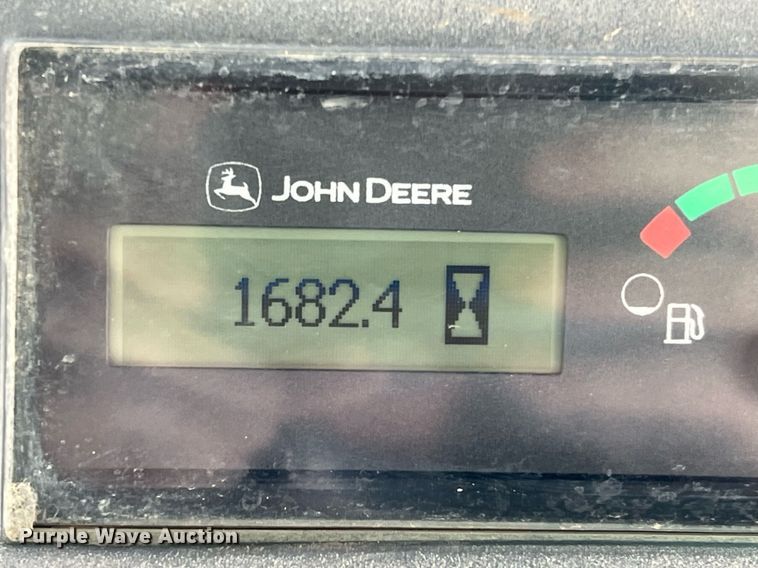 JOHN DEERE
1682.4
Purple Wave Auction